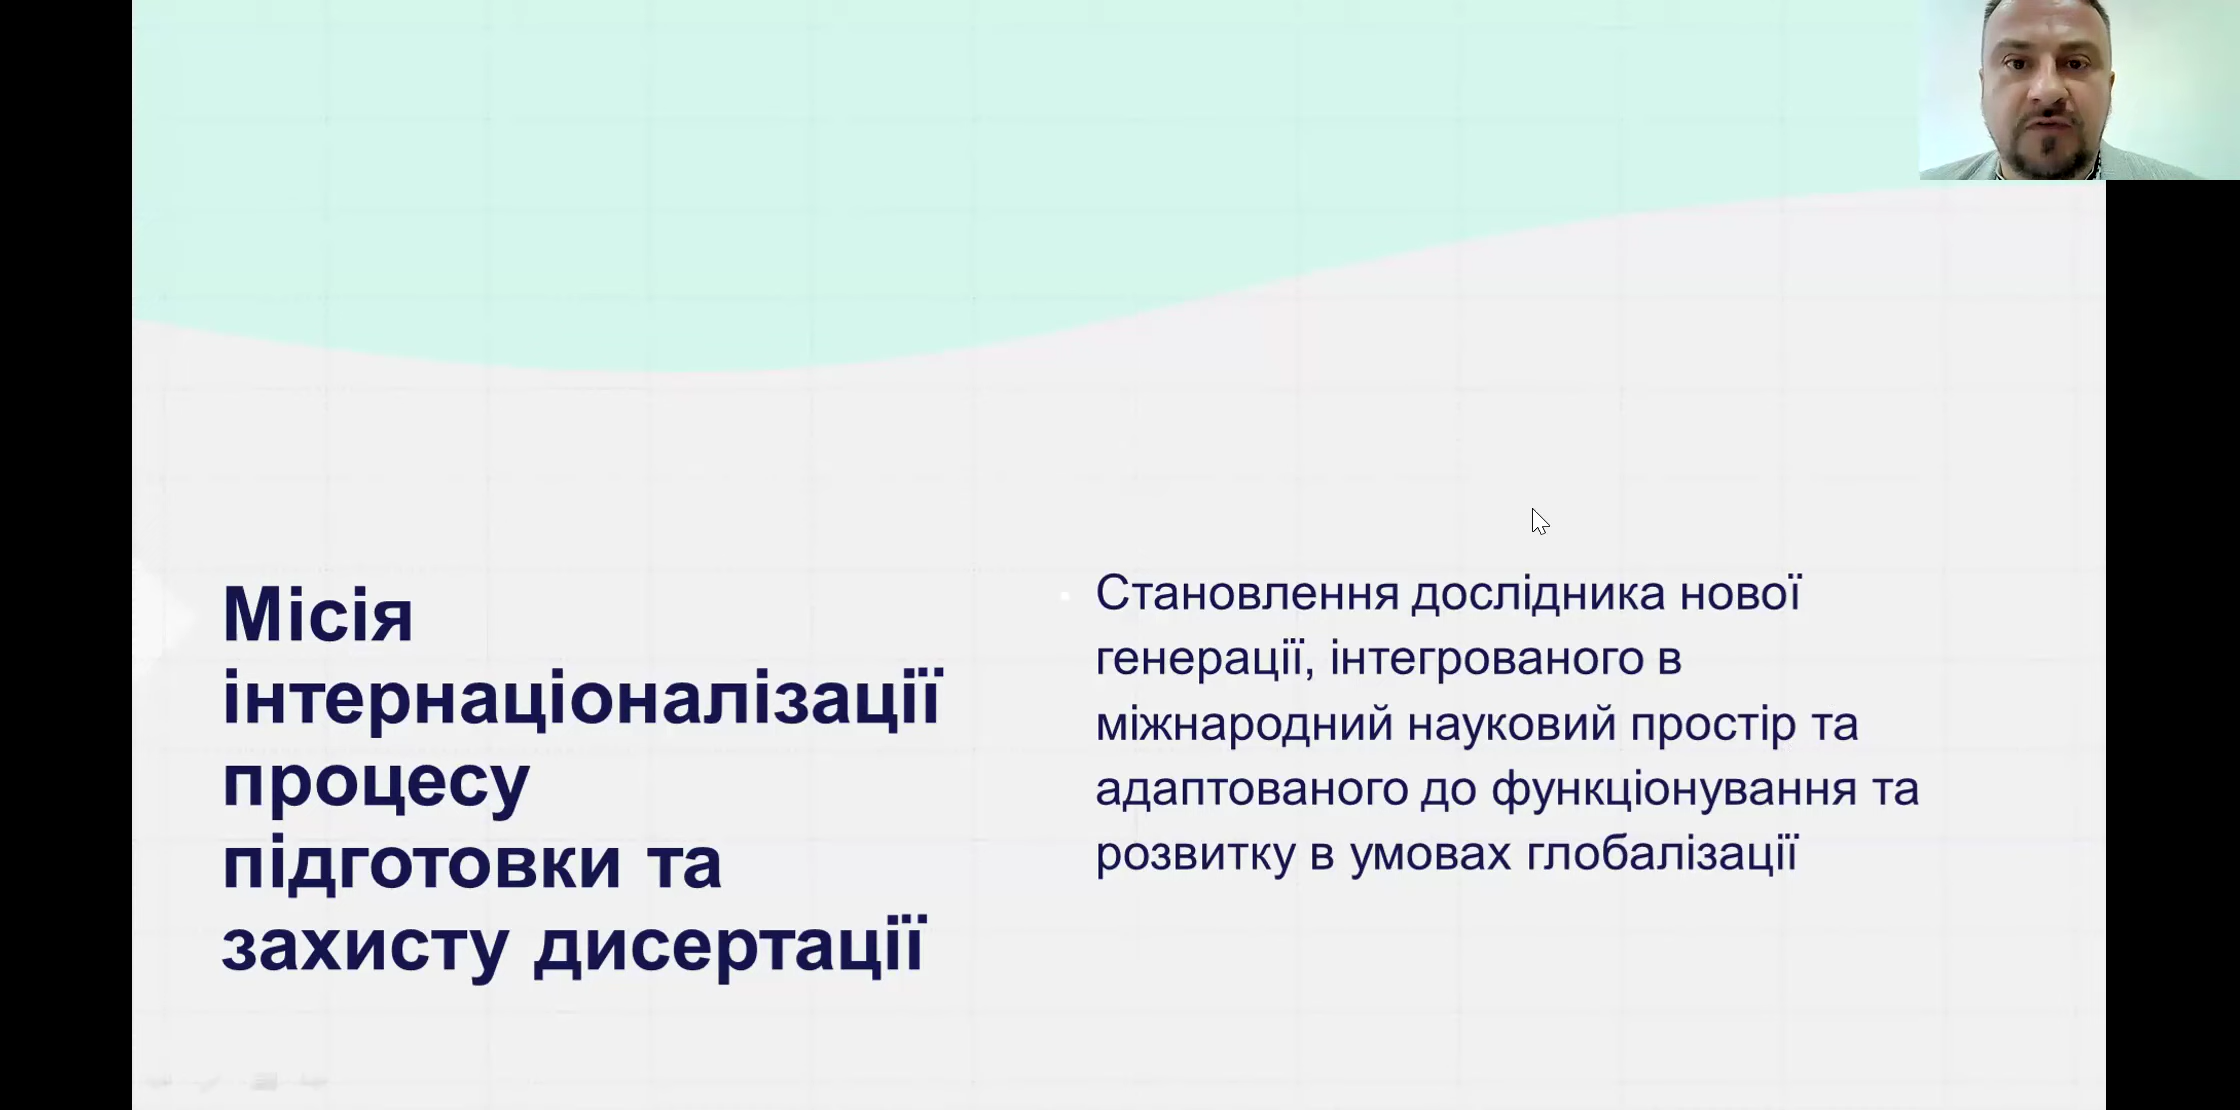 Місія
інтернаціоналізації
процесу
підготовки та
захисту дисертації
Становлення дослідника нової
генерації, інтегрованого в
міжнародний науковий простір та
адаптованого до функціонування та
розвитку в умовах глобалізації